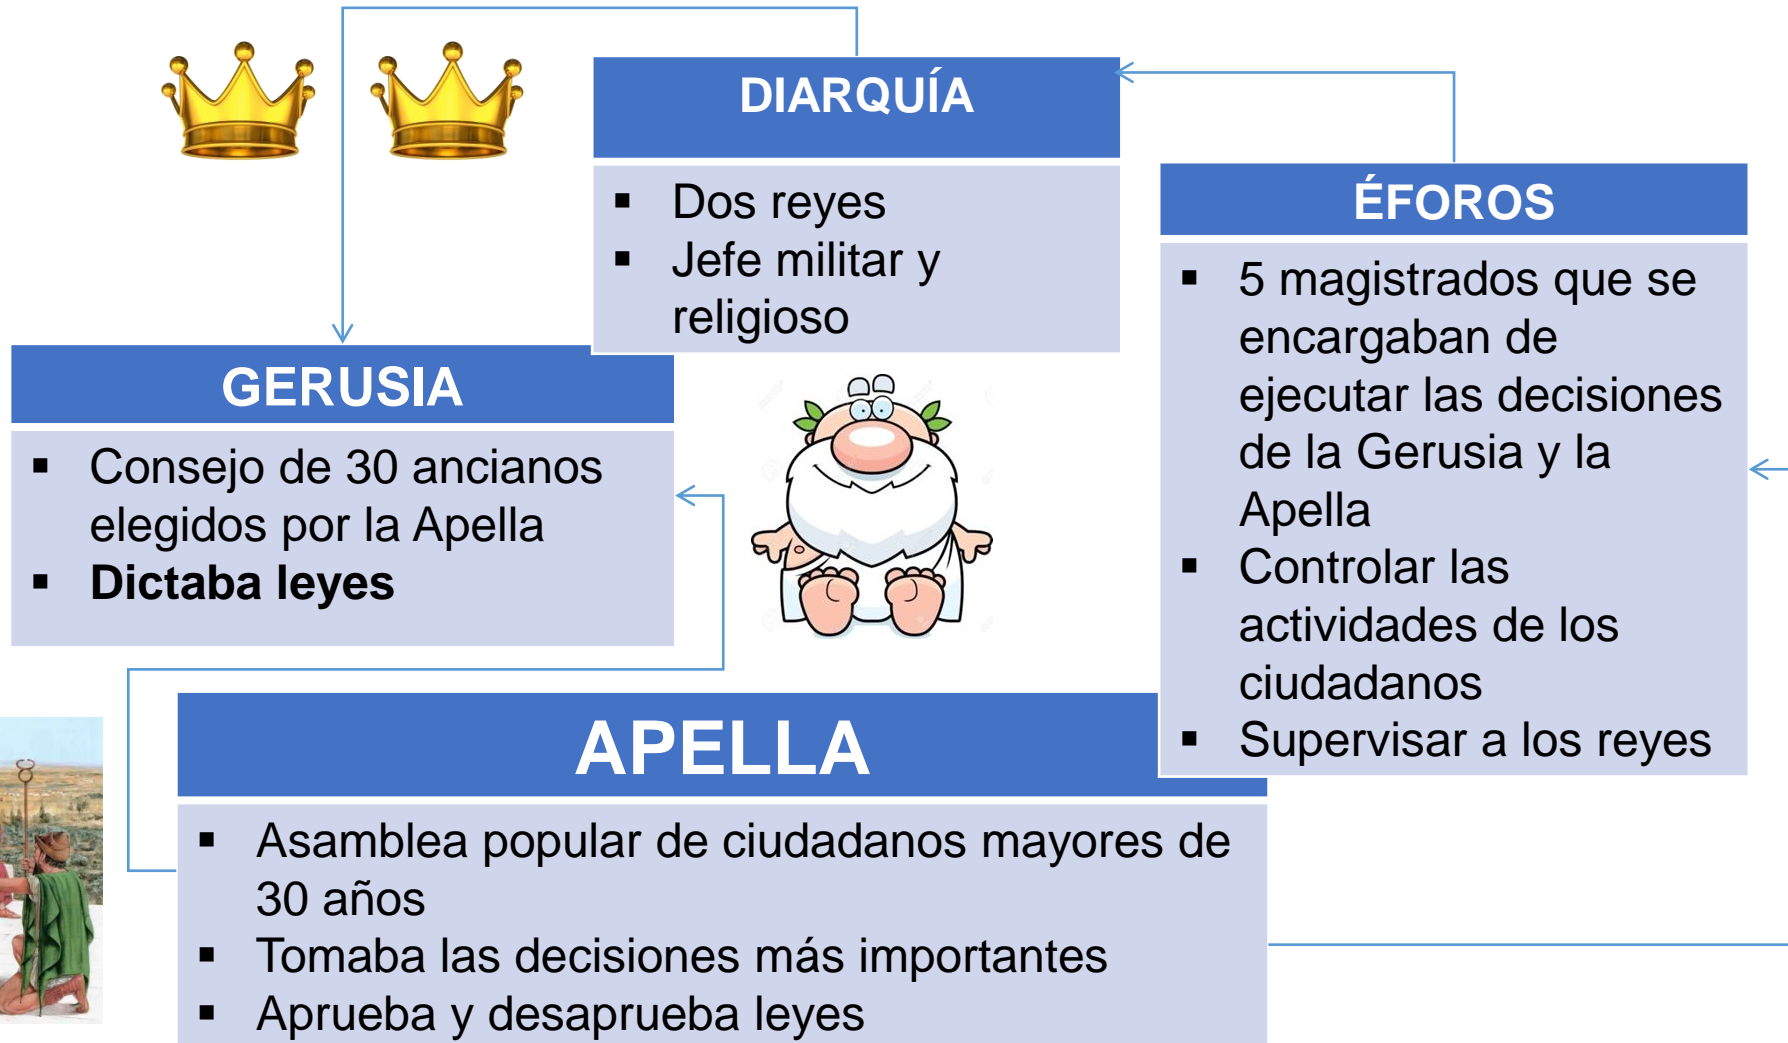 DIARQUÍA
▪ Dos reyes
▪ Jefe militar y
religioso
ÉFOROS
▪ 5 magistrados que se
encargaban de
ejecutar las decisiones
de la Gerusia y la
Apella
▪ Controlar las
actividades de los
ciudadanos
▪ Supervisar a los reyes
GERUSIA
▪ Consejo de 30 ancianos
elegidos por la Apella
▪ Dictaba leyes
APELLA
▪ Asamblea popular de ciudadanos mayores de
30 años
▪ Tomaba las decisiones más importantes
▪ Aprueba y desaprueba leyes